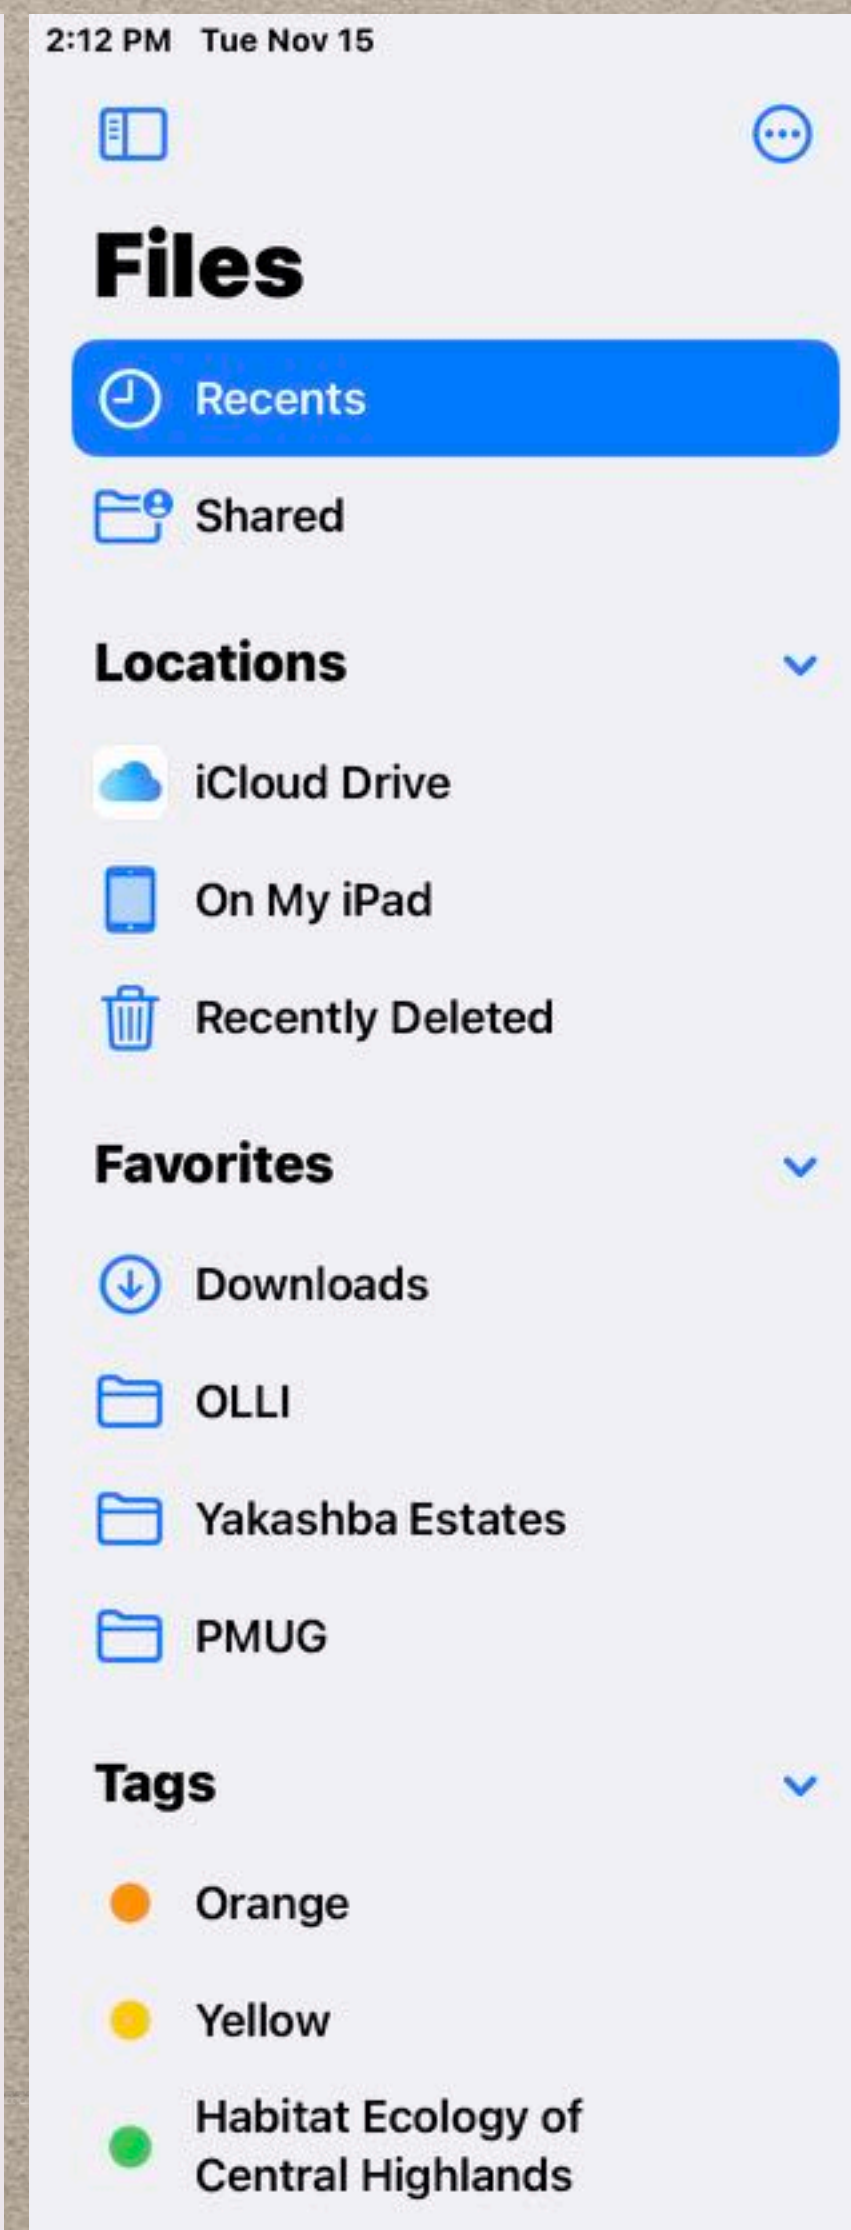 2:12 PM Tue Nov 15
Files
Recents
Shared
Locations
iCloud Drive
On My iPad
Recently Deleted
Favorites
Downloads
OLLI
Yakashba Estates
PMUG
Tags
Orange
Yellow
Habitat Ecology of
Central Highlands